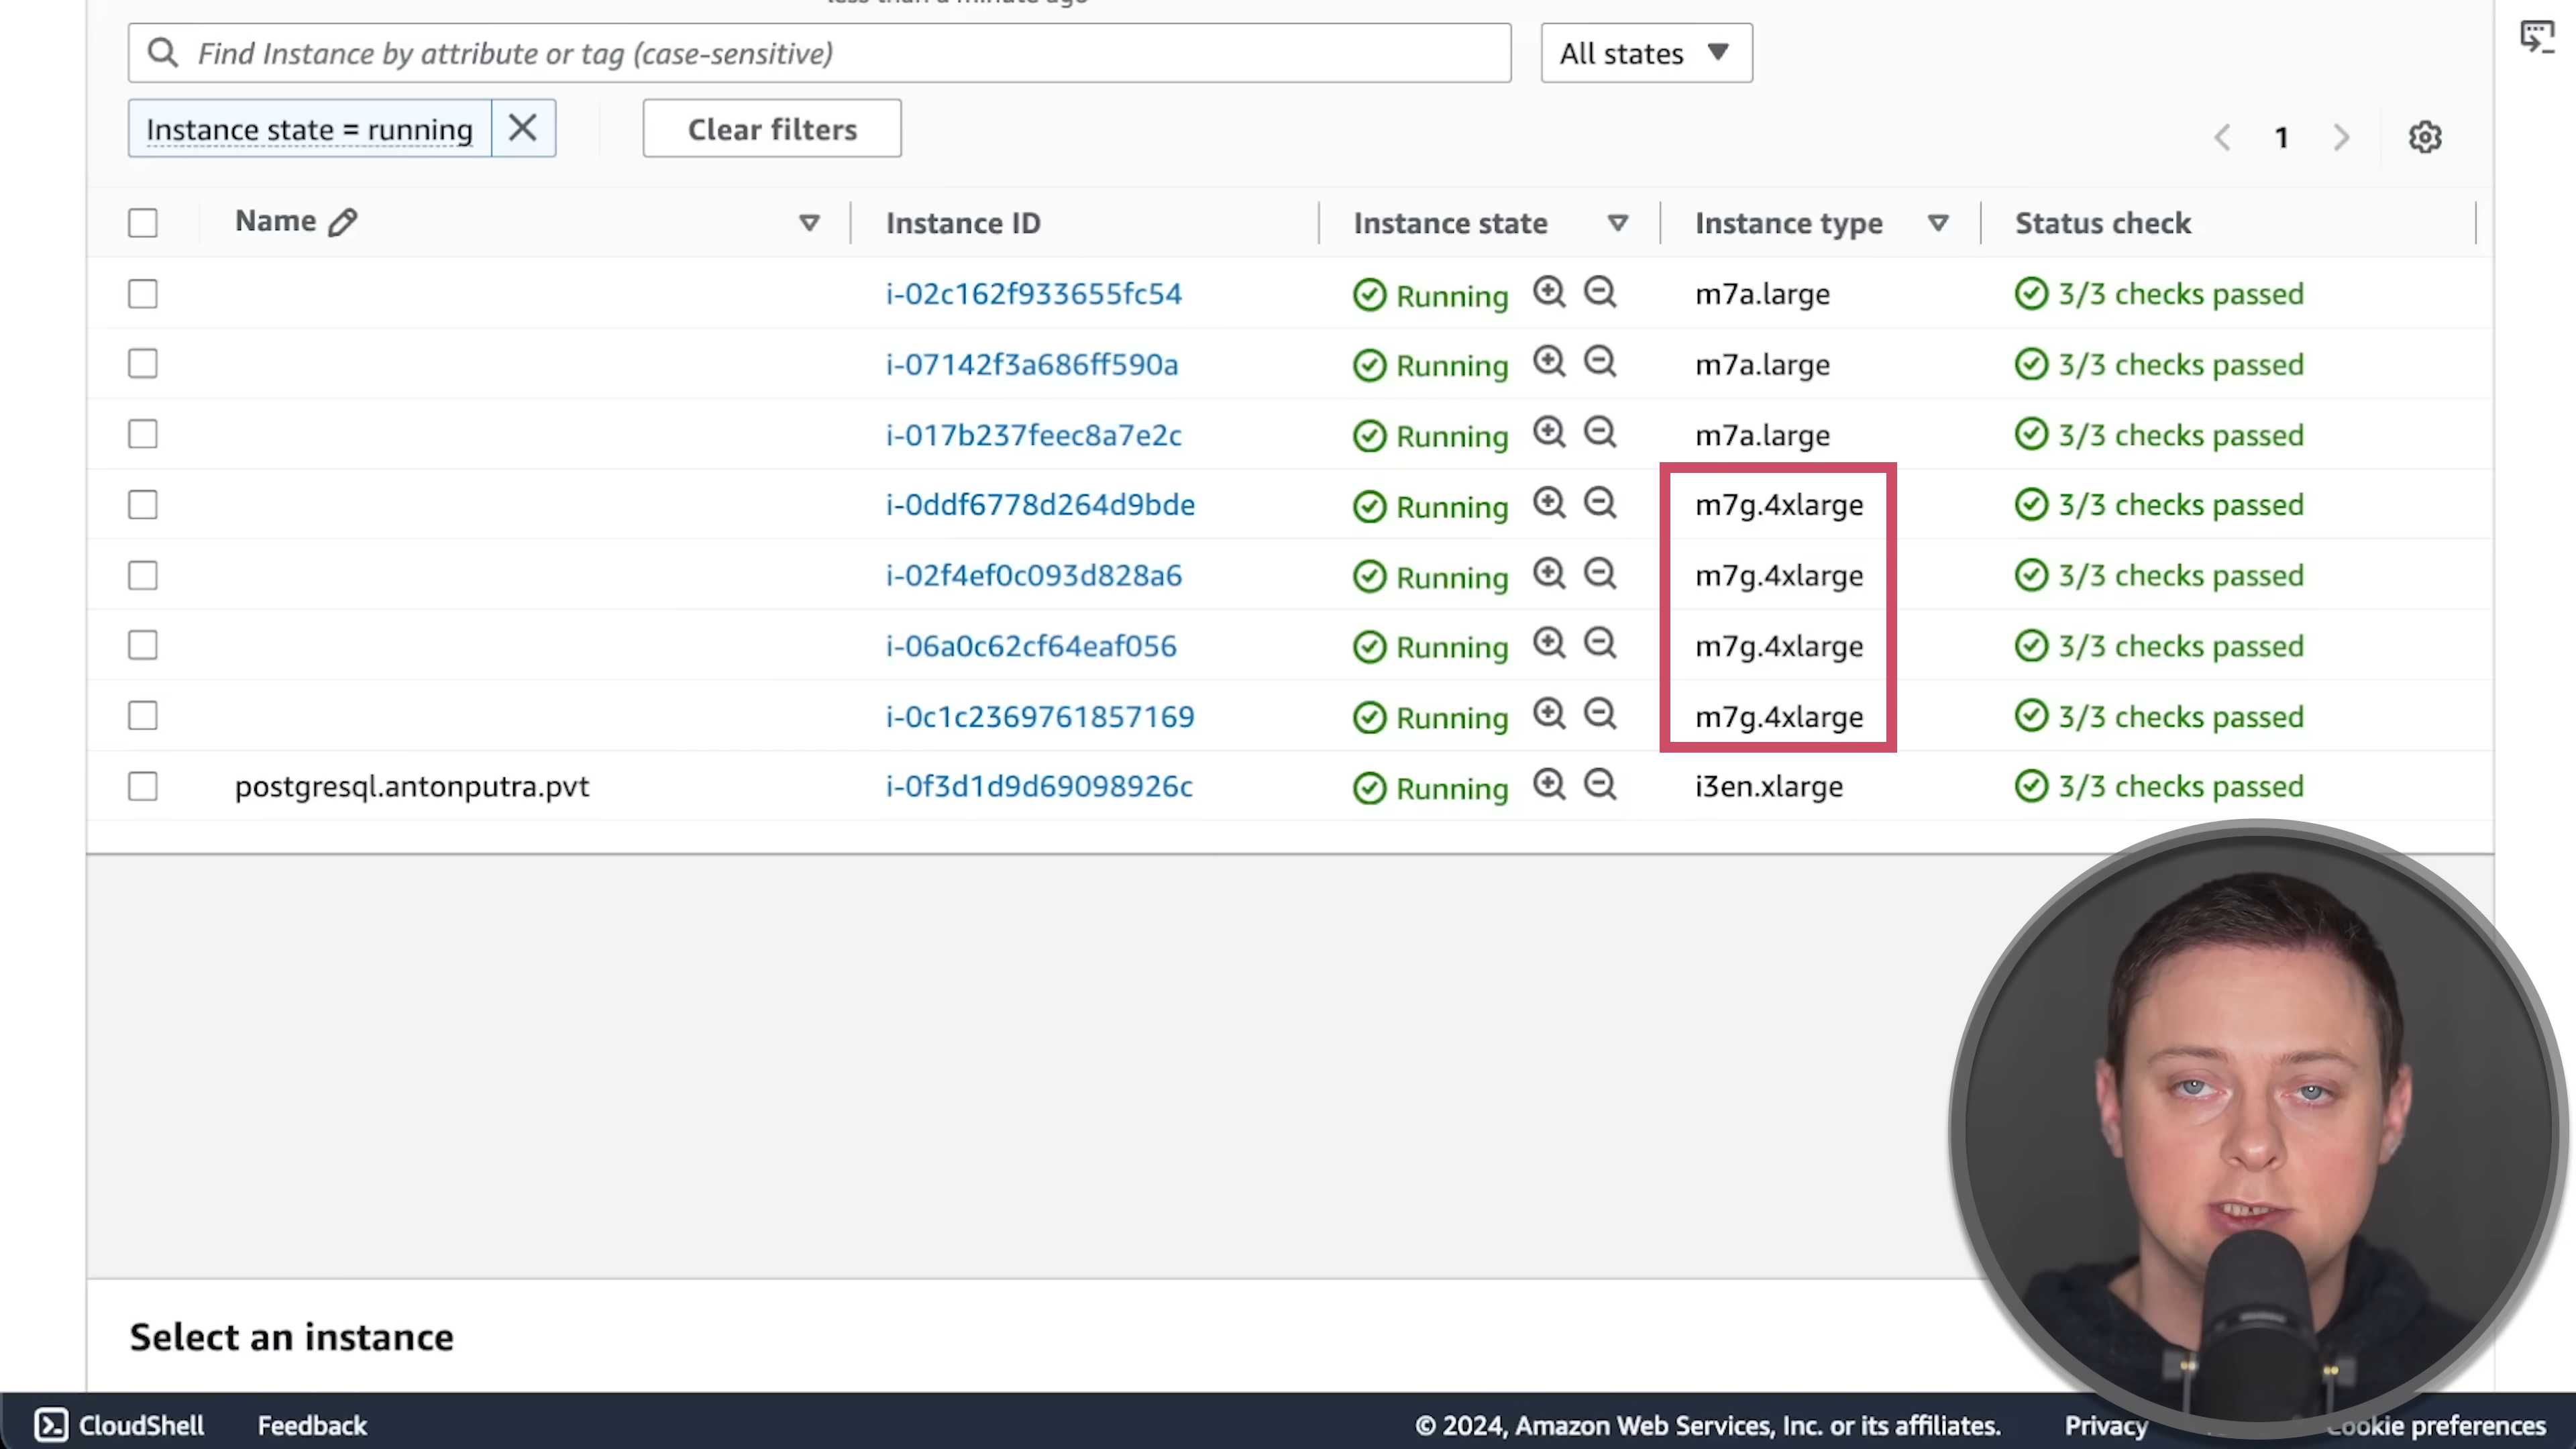 Find Instance by attribute or tag (case-sensitive)
All states
Instance state = running
Clear filters
1
Name Instance ID Instance state Instance type Status check
i-02c162f933655fc54 Running m7a.large 3/3 checks passed
i-07142f3a686ff590a Running m7a.large 3/3 checks passed
i-017b237feec8a7e2c Running m7a.large 3/3 checks passed
i-0ddf6778d264d9bde Running m7g.4xlarge 3/3 checks passed
i-02f4ef0c093d828a6 Running m7g.4xlarge 3/3 checks passed
i-06a0c62cf64eaf056 Running m7g.4xlarge 3/3 checks passed
i-0c1c2369761857169 Running m7g.4xlarge 3/3 checks passed
postgresql.antonputra.pvt i-0f3d1d9d69098926c Running i3en.xlarge 3/3 checks passed
Select an instance
CloudShell Feedback © 2024, Amazon Web Services, Inc. or its affiliates. Privacy Cookie preferences